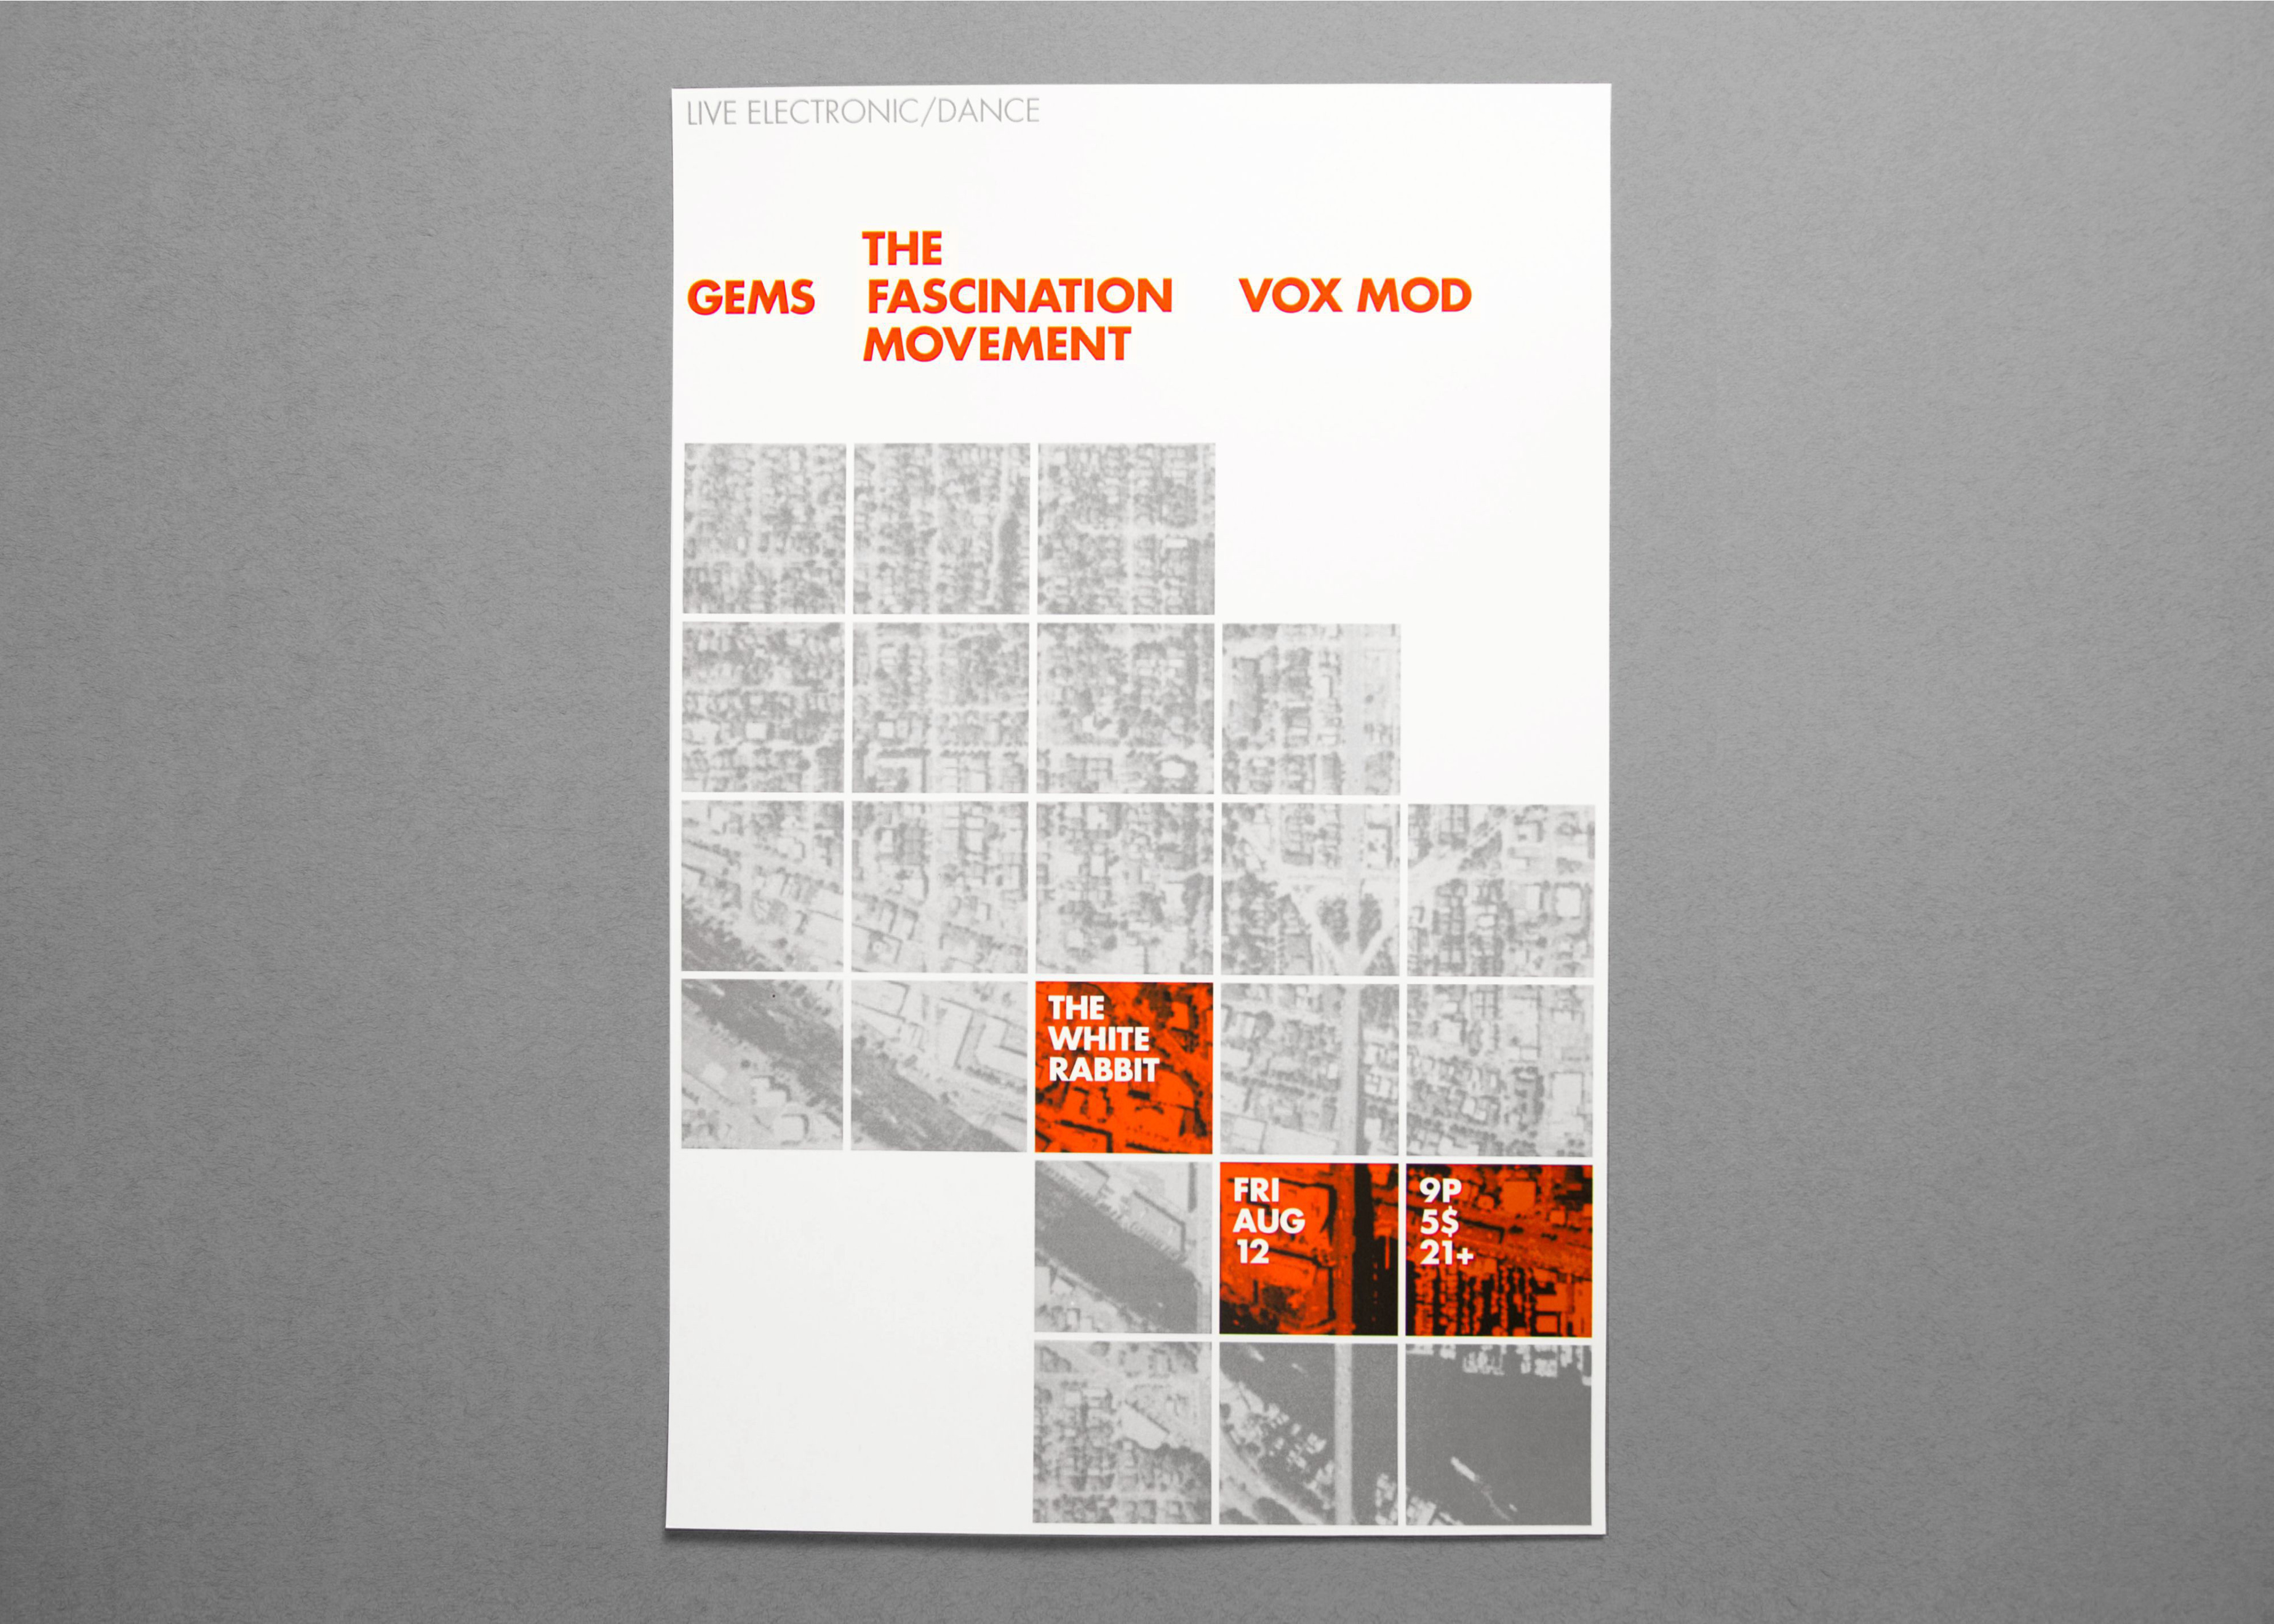 LIVE ELECTRONIC/DANCE
GEMS
THE
FASCINATION
MOVEMENT
VOX MOD
THE
WHITE
RABBIT
FRI
AUG
12
9P
5$
21+